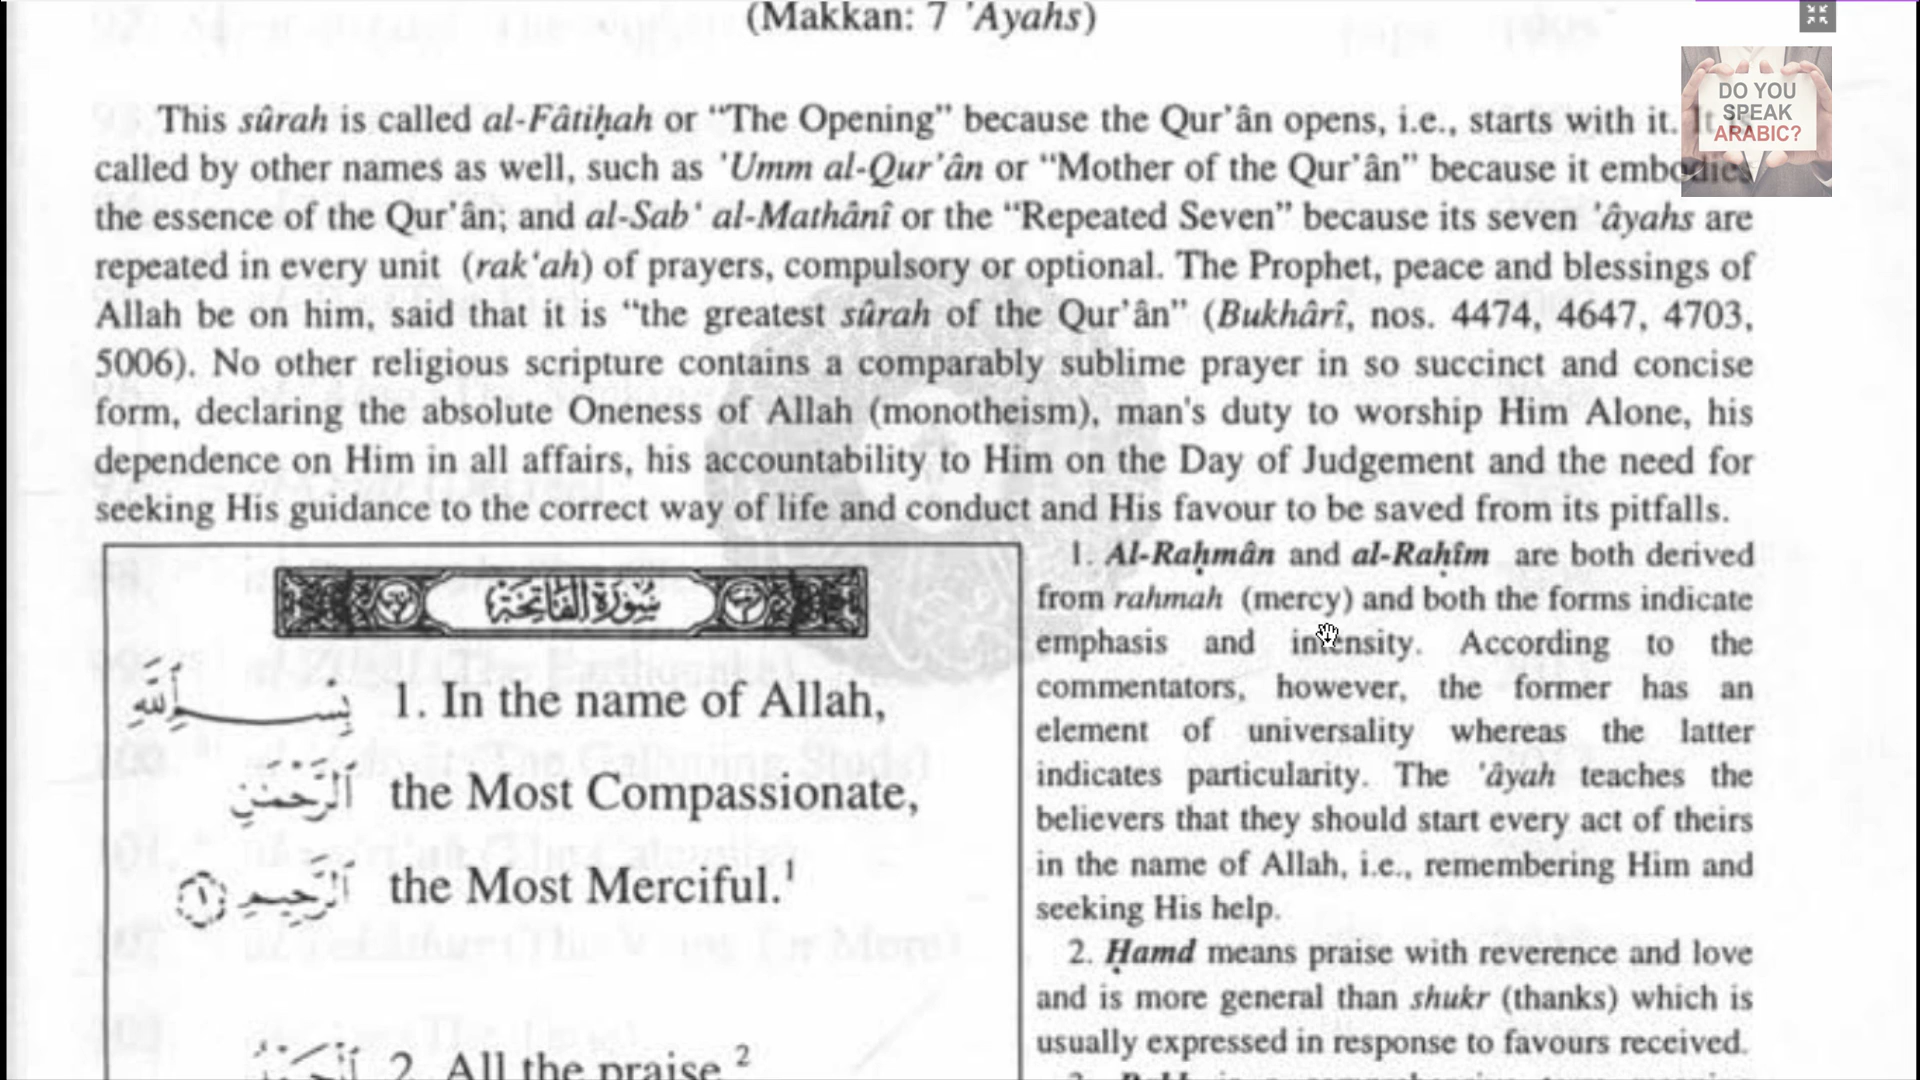 (Makkan: 7 'Ayahs)
DO YOU
SPEAK
ARABIC?
This sûrah is called al-Fâtiḥah or “The Opening” because the Qur’ân opens, i.e., starts with it. It is
called by other names as well, such as 'Umm al-Qur’ân or “Mother of the Qur’ân” because it embodies
the essence of the Qur’ân; and al-Sab‘ al-Mathânî or the “Repeated Seven” because its seven 'âyahs are
repeated in every unit (rak‘ah) of prayers, compulsory or optional. The Prophet, peace and blessings of
Allah be on him, said that it is “the greatest sûrah of the Qur’ân” (Bukhârî, nos. 4474, 4647, 4703,
5006). No other religious scripture contains a comparably sublime prayer in so succinct and concise
form, declaring the absolute Oneness of Allah (monotheism), man's duty to worship Him Alone, his
dependence on Him in all affairs, his accountability to Him on the Day of Judgement and the need for
seeking His guidance to the correct way of life and conduct and His favour to be saved from its pitfalls.
سورة الفاتحة
بِسْمِ اللَّهِ 1. In the name of Allah,
الرَّحْمَٰنِ the Most Compassionate,
الرَّحِيمِ ١ the Most Merciful.¹
2. All the praise ²
1. Al-Raḥmân and al-Raḥîm are both derived
from rahmah (mercy) and both the forms indicate
emphasis and intensity. According to the
commentators, however, the former has an
element of universality whereas the latter
indicates particularity. The 'âyah teaches the
believers that they should start every act of theirs
in the name of Allah, i.e., remembering Him and
seeking His help.
2. Ḥamd means praise with reverence and love
and is more general than shukr (thanks) which is
usually expressed in response to favours received.